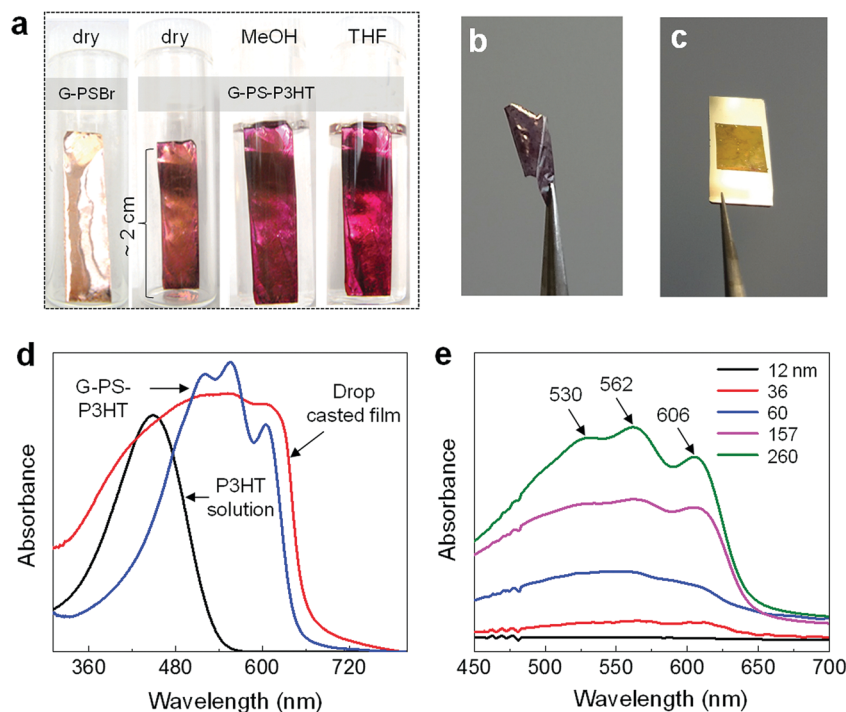 a
dry
dry
MeOH
THF
G-PSBr
G-PS-P3HT
~ 2 cm
b
c
d
G-PS-
P3HT
Drop
casted film
P3HT
solution
Absorbance
360
480
600
720
Wavelength (nm)
e
530
562
606
12 nm
36
60
157
260
Absorbance
450
500
550
600
650
700
Wavelength (nm)